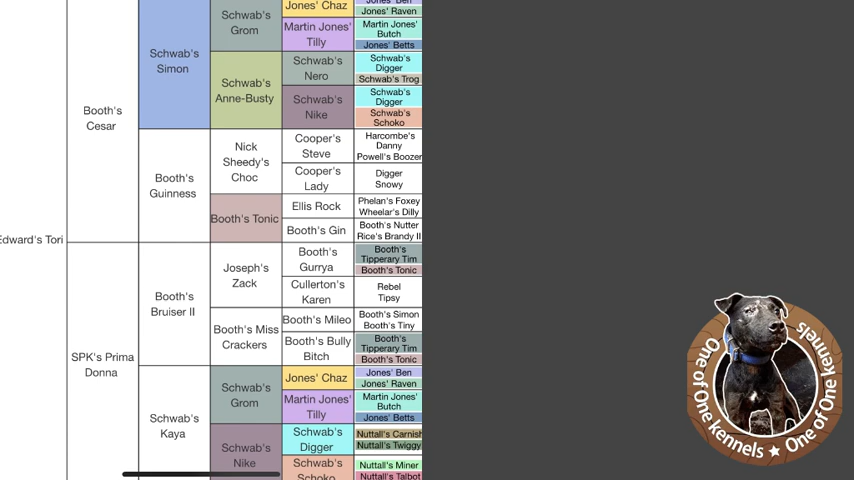 Edward's Tori
Booth's
Cesar
SPK's Prima
Donna
Schwab's
Simon
Booth's
Guinness
Booth's
Bruiser II
Schwab's
Kaya
Schwab's
Grom
Schwab's
Anne-Busty
Nick
Sheedy's
Choc
Booth's Tonic
Joseph's
Zack
Booth's Miss
Crackers
Schwab's
Grom
Schwab's
Nike
Jones' Chaz
Martin Jones'
Tilly
Schwab's
Nero
Schwab's
Nike
Cooper's
Steve
Cooper's
Lady
Ellis Rock
Booth's Gin
Booth's
Gurrya
Cullerton's
Karen
Booth's Mileo
Booth's Bully
Bitch
Jones' Chaz
Martin Jones'
Tilly
Schwab's
Digger
Schwab's
Schoko
Jones' Ben
Jones' Raven
Martin Jones'
Butch
Jones' Betts
Schwab's
Digger
Schwab's Trog
Schwab's
Digger
Schwab's
Schoko
Harcombe's
Danny
Powell's Boozer
Digger
Snowy
Phelan's Foxey
Wheelar's Dilly
Booth's Nutter
Rice's Brandy II
Booth's
Tipperary Tim
Booth's Tonic
Rebel
Tipsy
Booth's Simon
Booth's Tiny
Booth's
Tipperary Tim
Booth's Tonic
Jones' Ben
Jones' Raven
Martin Jones'
Butch
Jones' Betts
Nuttall's Carnish
Nuttall's Twiggy
Nuttall's Miner
Nuttall's Talbot
One of One kennels
One of One kennels